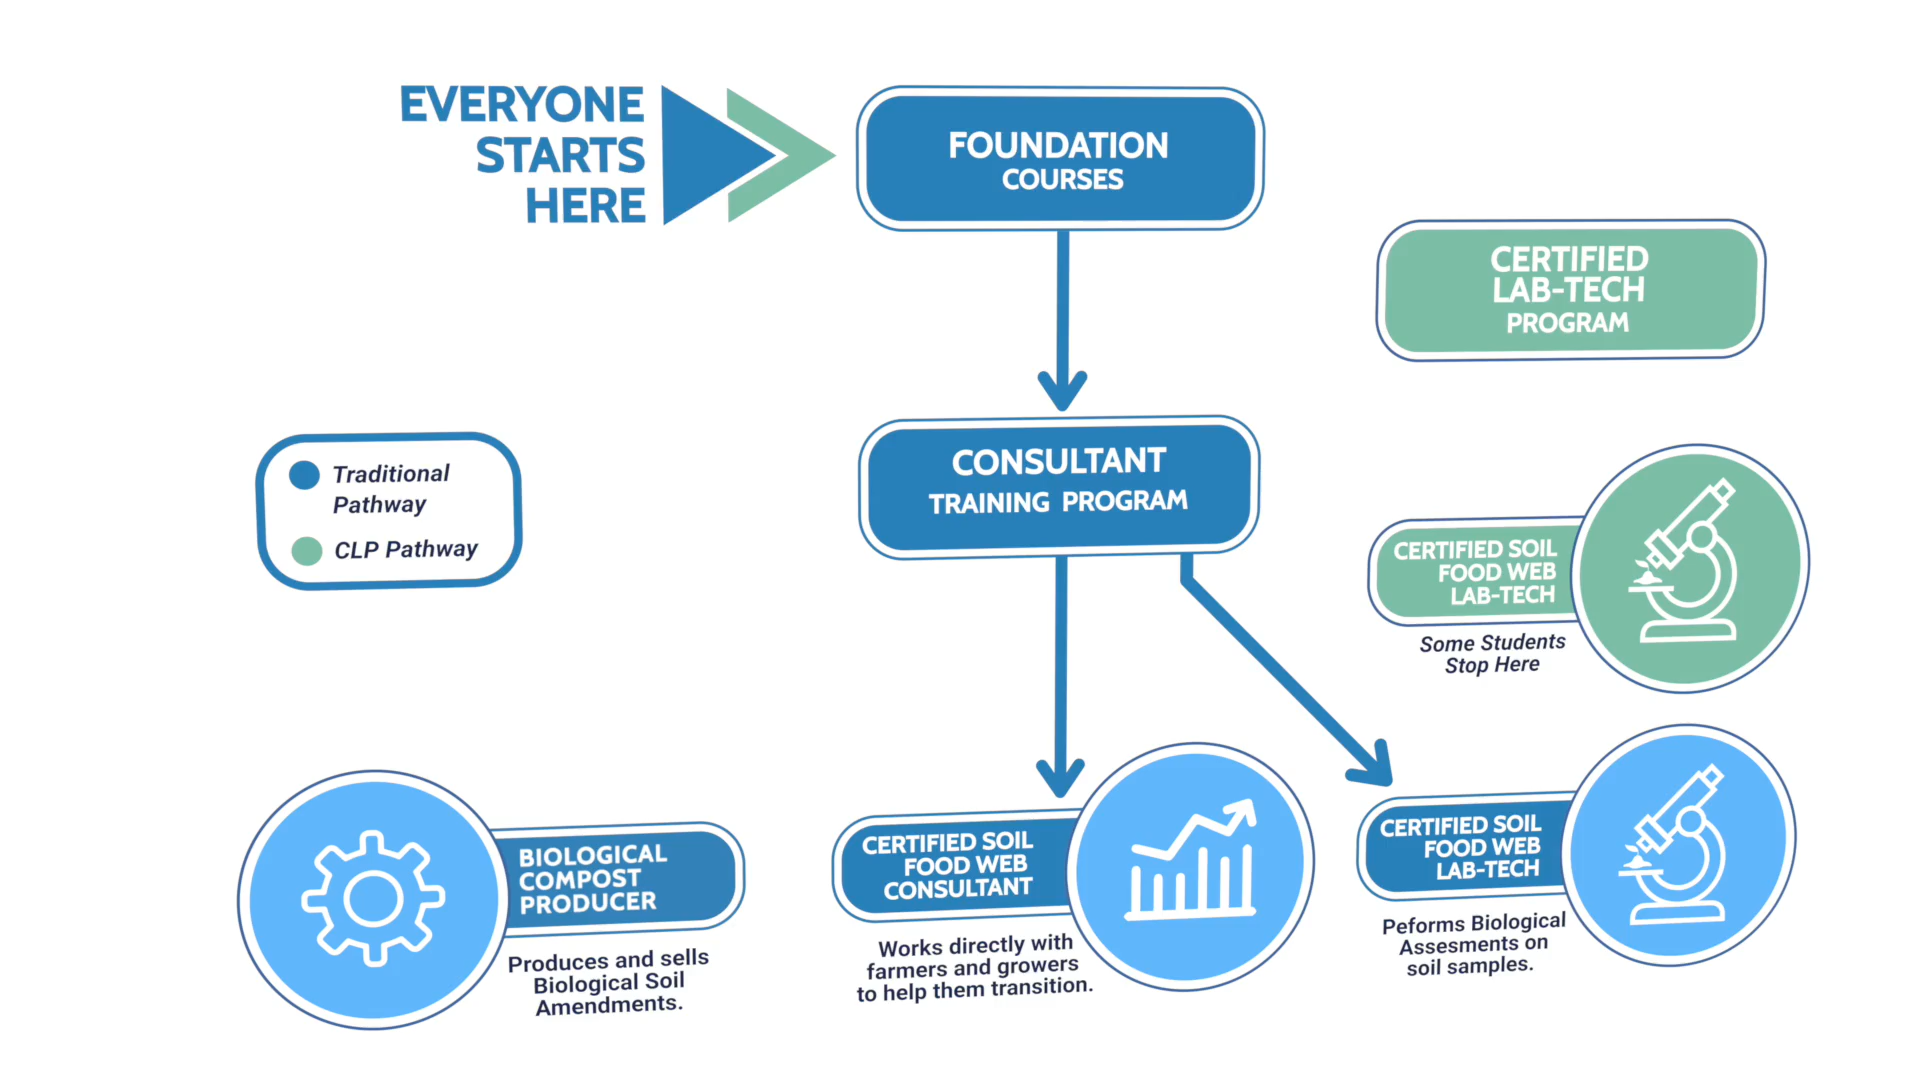 EVERYONE
STARTS
HERE
FOUNDATION
COURSES
CERTIFIED
LAB-TECH
PROGRAM
Traditional
Pathway
CLP Pathway
CONSULTANT
TRAINING PROGRAM
CERTIFIED SOIL
FOOD WEB
LAB-TECH
Some Students
Stop Here
BIOLOGICAL
COMPOST
PRODUCER
Produces and sells
Biological Soil
Amendments.
CERTIFIED SOIL
FOOD WEB
CONSULTANT
Works directly with
farmers and growers
to help them transition.
CERTIFIED SOIL
FOOD WEB
LAB-TECH
Peforms Biological
Assesments on
soil samples.